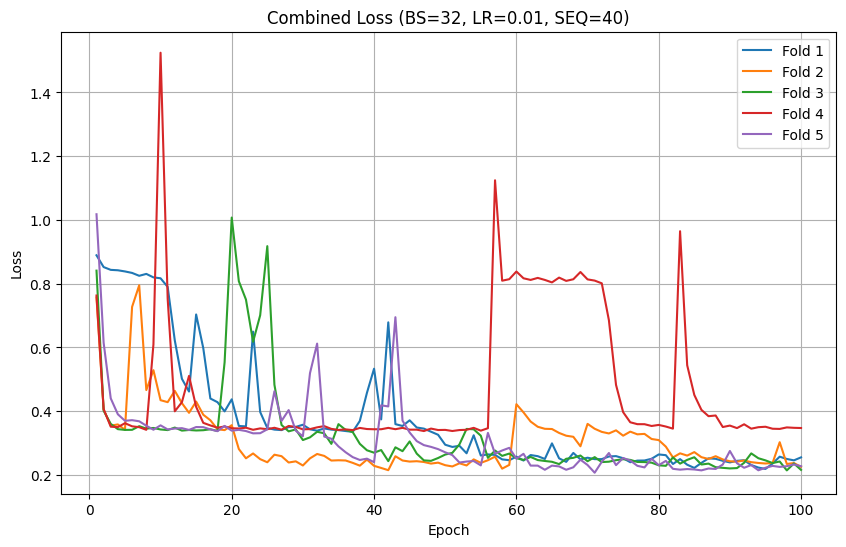 Combined Loss (BS=32, LR=0.01, SEQ=40)
Fold 1
Fold 2
Fold 3
Fold 4
Fold 5
Loss
1.4
1.2
1.0
0.8
0.6
0.4
0.2
0 20 40 60 80 100
Epoch